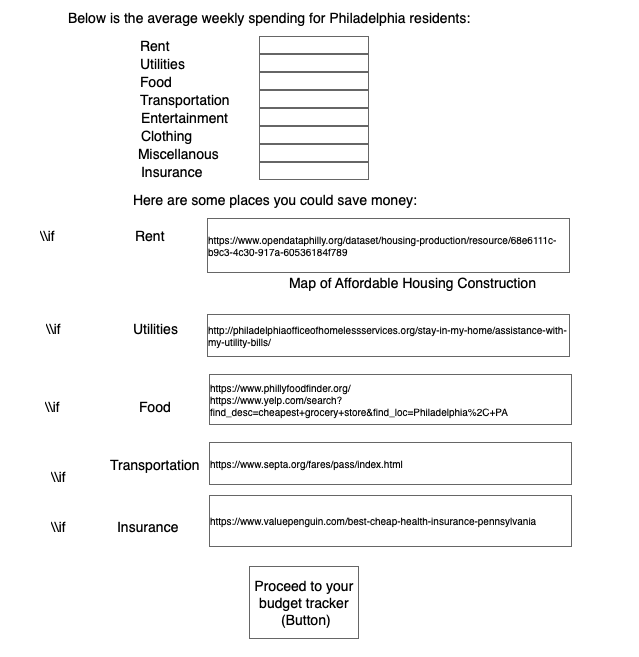 Below is the average weekly spending for Philadelphia residents:
Rent
Utilities
Food
Transportation
Entertainment
Clothing
Miscellanous
Insurance
Here are some places you could save money:
\\if Rent https://www.opendataphilly.org/dataset/housing-production/resource/68e6111c-
b9c3-4c30-917a-60536184f789
Map of Affordable Housing Construction
\\if Utilities http://philadelphiaofficeofhomelessservices.org/stay-in-my-home/assistance-with-
my-utility-bills/
https://www.phillyfoodfinder.org/
https://www.yelp.com/search?
\\if Food find_desc=cheapest+grocery+store&find_loc=Philadelphia%2C+PA
Transportation https://www.septa.org/fares/pass/index.html
\\if
\\if Insurance https://www.valuepenguin.com/best-cheap-health-insurance-pennsylvania
Proceed to your
budget tracker
(Button)